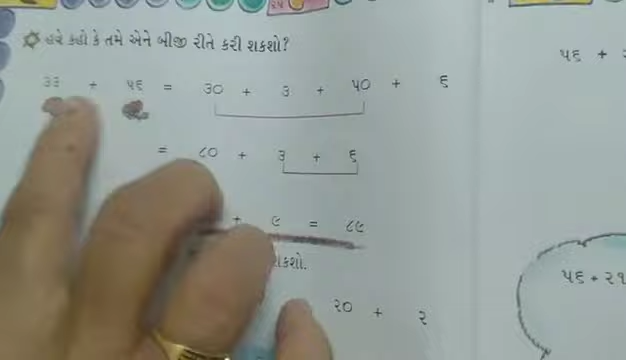 હવે કહો કે તમે એને બીજી રીતે કરી શકશો?
૩૩ + ૫૬ = ૩૦ + ૩ + ૫૦ + ૬
= ૮૦ + ૩ + ૬
+ ૯ = ૮૯
શકશો.
૨૦ + ૨
૫૬ +
૫૬ + ૨૧